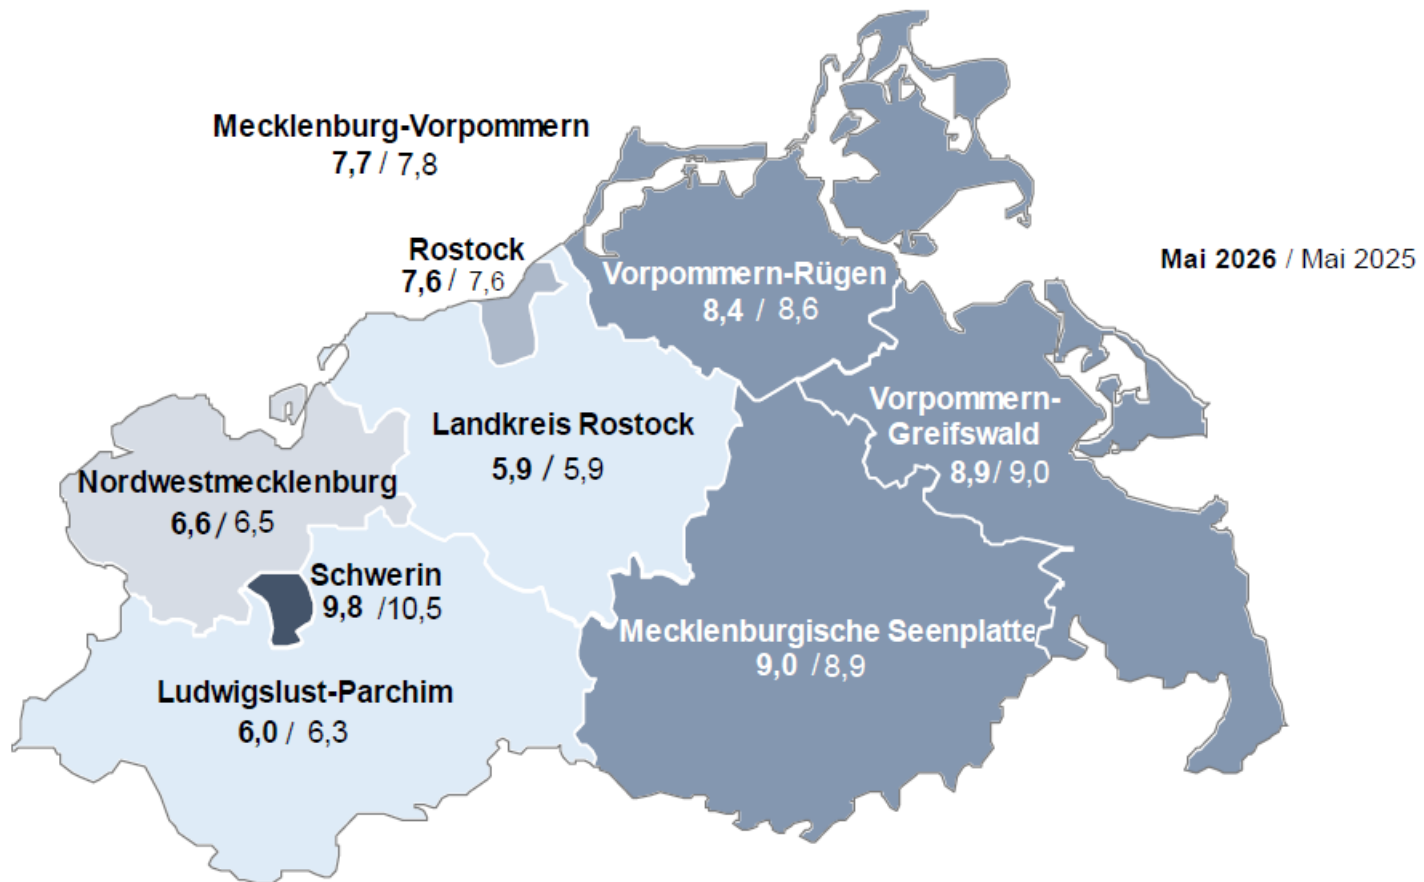 Mecklenburg-Vorpommern
7,7 / 7,8
Rostock
7,6 / 7,6
Vorpommern-Rügen
8,4 / 8,6
Mai 2026 / Mai 2025
Landkreis Rostock
5,9 / 5,9
Vorpommern-
Greifswald
8,9/ 9,0
Nordwestmecklenburg
6,6 / 6,5
Schwerin
9,8 /10,5
Mecklenburgische Seenplatte
9,0 /8,9
Ludwigslust-Parchim
6,0 / 6,3